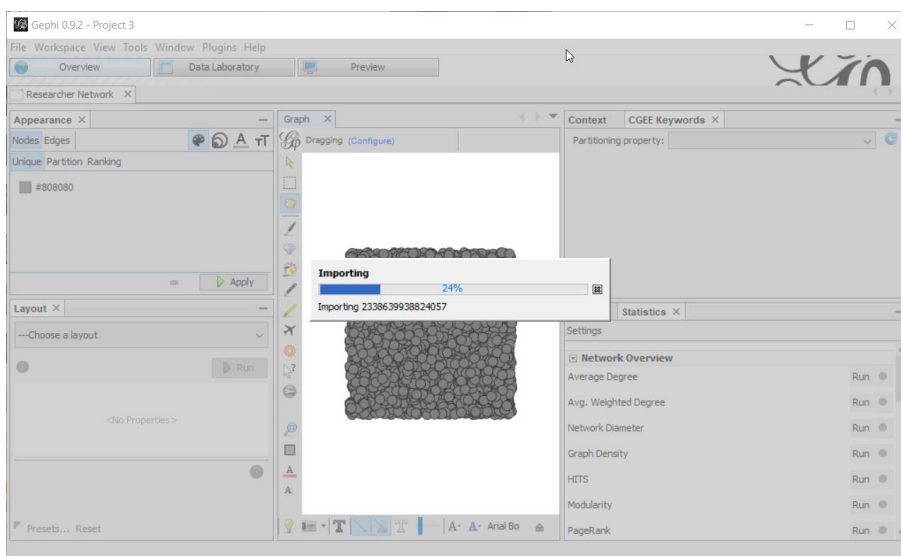 Gephi 0.9.2 - Project 3
File Workspace View Tools Window Plugins Help
Overview
Data Laboratory
Preview
Researcher Network
Appearance
Nodes Edges
Unique Partition Ranking
#808080
Apply
Layout
---Choose a layout
Run
<No Properties>
Presets... Reset
Graph
Dragging (Configure)
Importing
24%
Importing 2338639938824057
Arial Bo
Context
CGEE Keywords
Partitioning property:
Statistics
Settings
Network Overview
Average Degree Run
Avg. Weighted Degree Run
Network Diameter Run
Graph Density Run
HITS Run
Modularity Run
PageRank Run